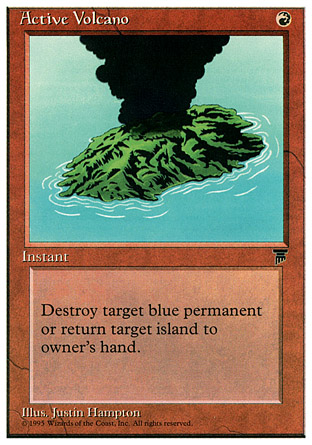 Active Volcano
Instant
Destroy target blue permanent
or return target island to
owner's hand.
Illus. Justin Hampton
© 1995 Wizards of the Coast, Inc. All rights reserved.